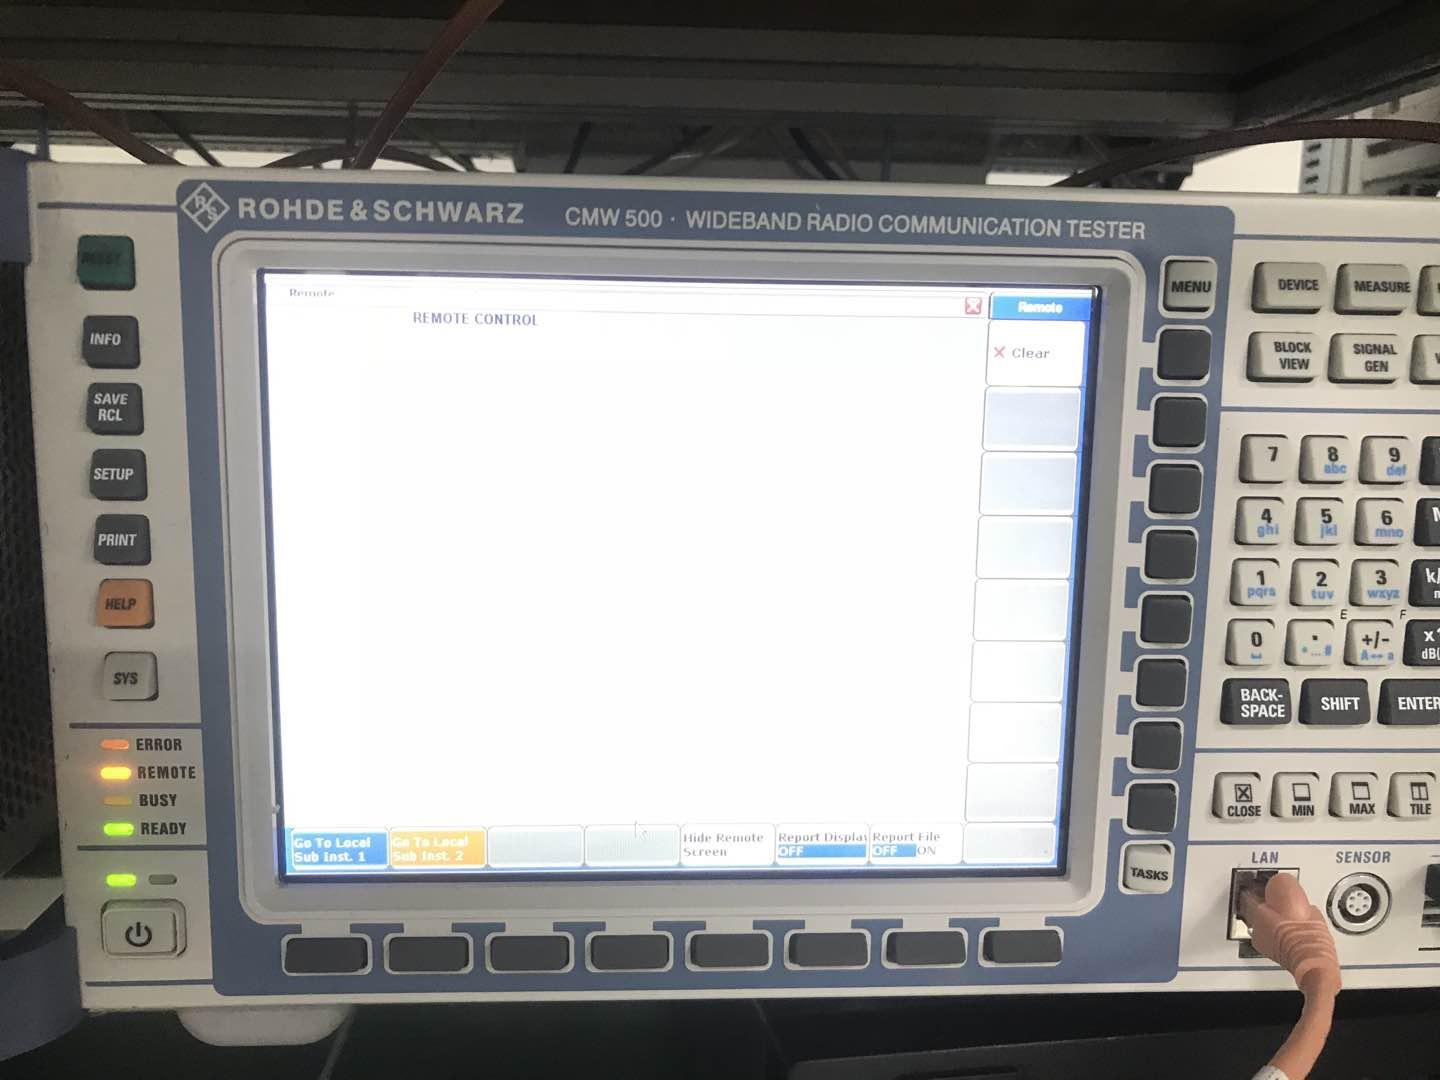 R
S
ROHDE & SCHWARZ
CMW 500 · WIDEBAND RADIO COMMUNICATION TESTER
RESET
INFO
SAVE
RCL
SETUP
PRINT
HELP
SYS
ERROR
REMOTE
BUSY
READY
Remote
REMOTE CONTROL
Remote
Clear
Go To Local
Sub Inst. 1
Go To Local
Sub Inst. 2
Hide Remote
Screen
Report Display
OFF
Report File
OFF ON
MENU
TASKS
DEVICE
MEASURE
BLOCK
VIEW
SIGNAL
GEN
7
8
abc
9
def
4
ghi
5
jkl
6
mno
1
pqrs
2
tuv
3
wxyz
E
F
0
+/-
A↔a
BACK-
SPACE
SHIFT
ENTER
CLOSE
MIN
MAX
TILE
LAN
SENSOR